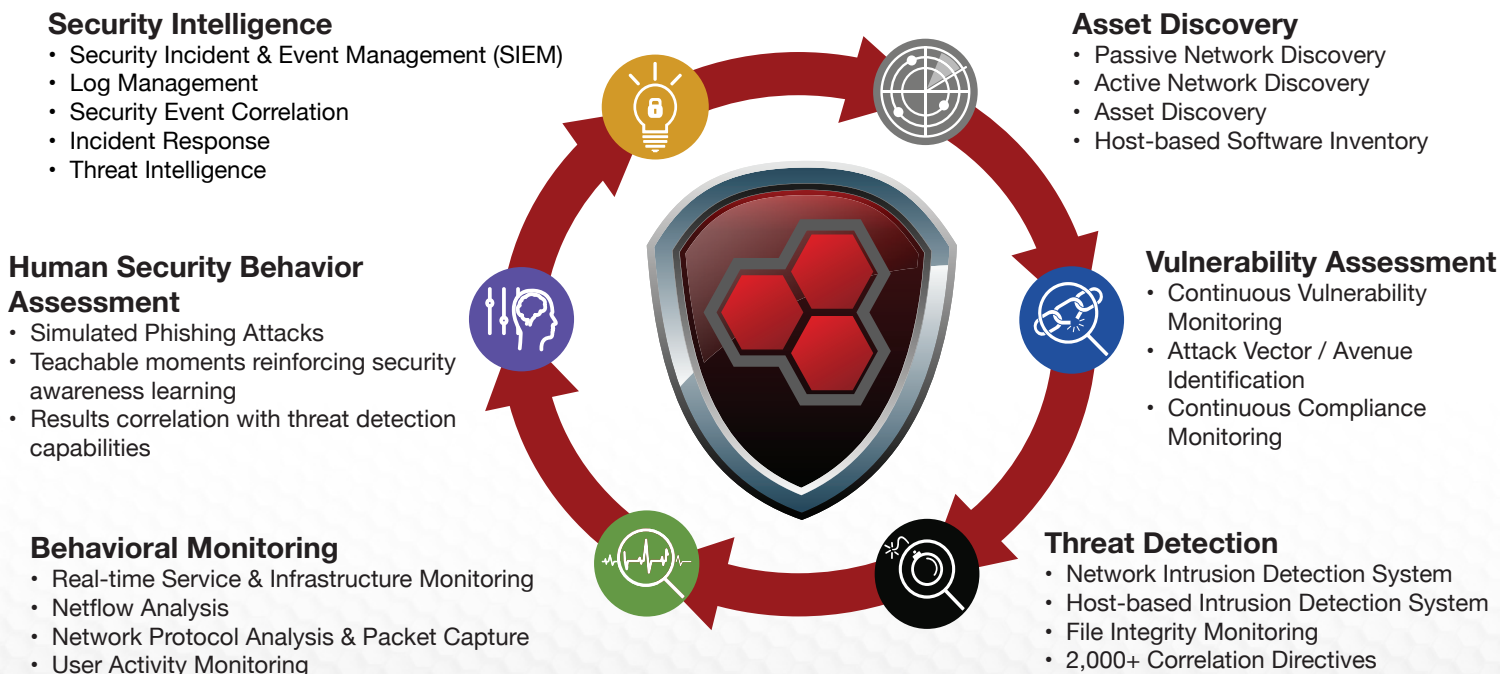 Security Intelligence
• Security Incident & Event Management (SIEM)
• Log Management
• Security Event Correlation
• Incident Response
• Threat Intelligence
Asset Discovery
• Passive Network Discovery
• Active Network Discovery
• Asset Discovery
• Host-based Software Inventory
Human Security Behavior
Assessment
• Simulated Phishing Attacks
• Teachable moments reinforcing security
awareness learning
• Results correlation with threat detection
capabilities
Vulnerability Assessment
• Continuous Vulnerability
Monitoring
• Attack Vector / Avenue
Identification
• Continuous Compliance
Monitoring
Behavioral Monitoring
• Real-time Service & Infrastructure Monitoring
• Netflow Analysis
• Network Protocol Analysis & Packet Capture
• User Activity Monitoring
Threat Detection
• Network Intrusion Detection System
• Host-based Intrusion Detection System
• File Integrity Monitoring
• 2,000+ Correlation Directives